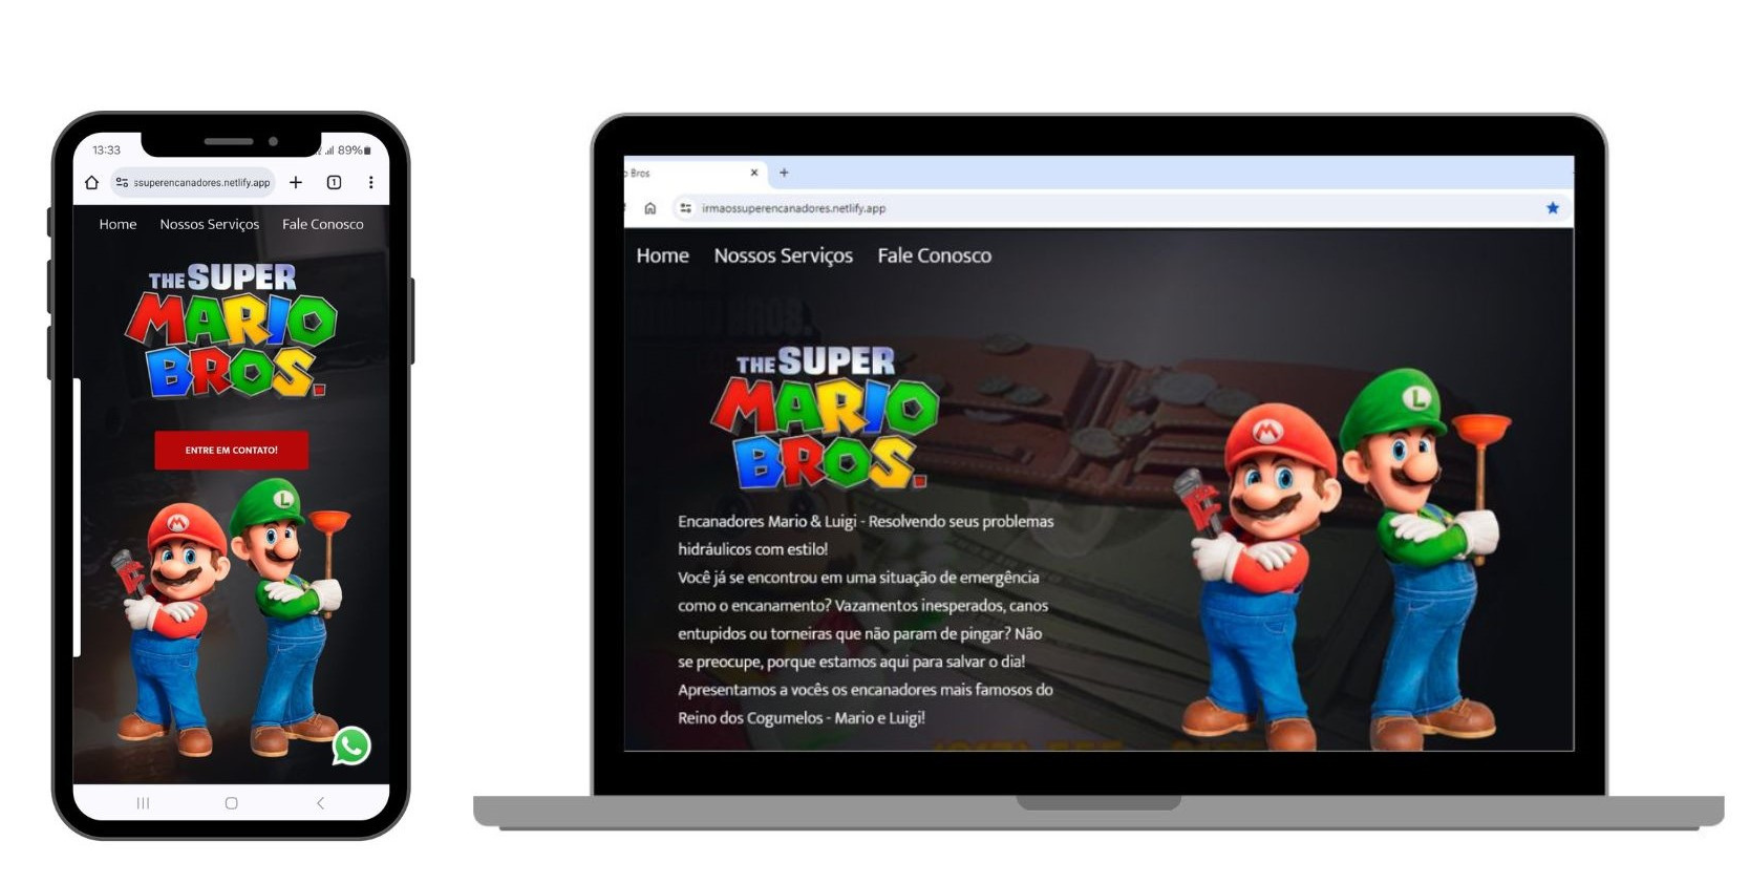 13:33
89%
ssuperencanadores.netlify.app
1
Home Nossos Serviços Fale Conosco
THE SUPER
MARIO
BROS.
ENTRE EM CONTATO!
M
L
Bros
irmaossuperencanadores.netlify.app
Home Nossos Serviços Fale Conosco
THE SUPER
MARIO
BROS.
M
L
Encanadores Mario & Luigi - Resolvendo seus problemas
hidráulicos com estilo!
Você já se encontrou em uma situação de emergência
como o encanamento? Vazamentos inesperados, canos
entupidos ou torneiras que não param de pingar? Não
se preocupe, porque estamos aqui para salvar o dia!
Apresentamos a vocês os encanadores mais famosos do
Reino dos Cogumelos - Mario e Luigi!